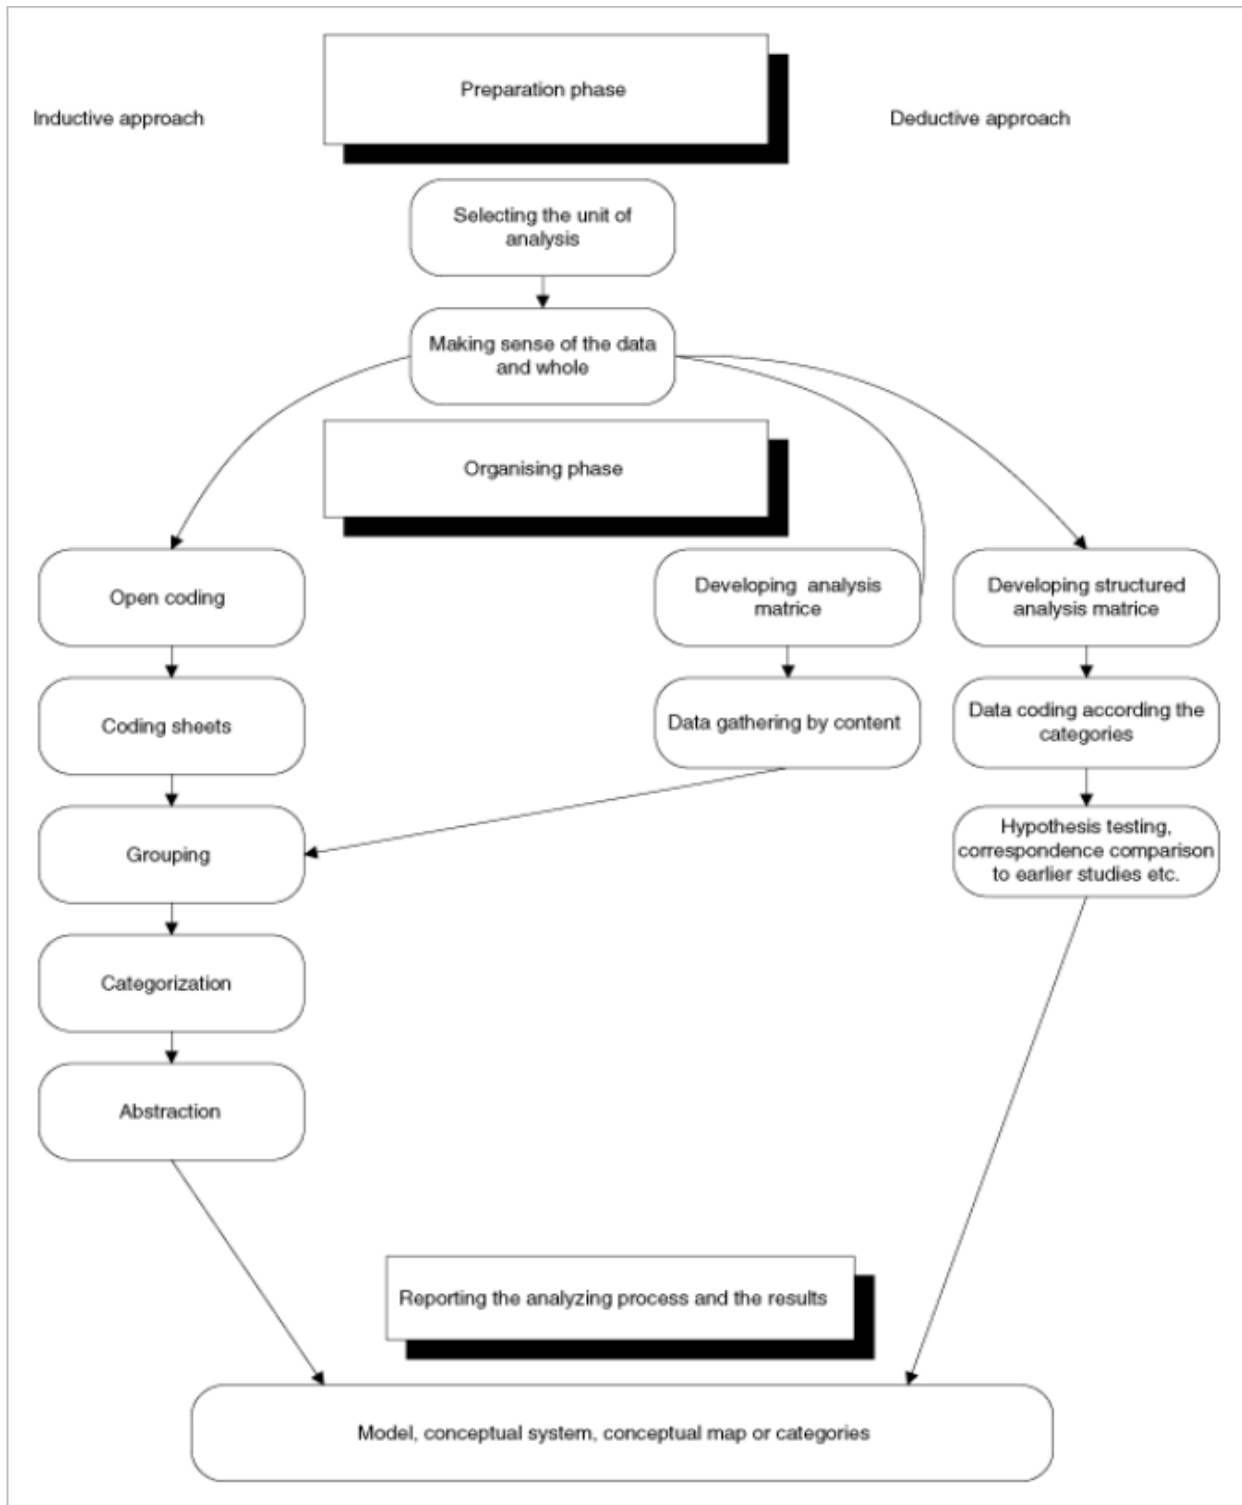 Preparation phase
Inductive approach
Deductive approach
Selecting the unit of
analysis
Making sense of the data
and whole
Organising phase
Open coding
Developing analysis
matrice
Developing structured
analysis matrice
Coding sheets
Data gathering by content
Data coding according the
categories
Grouping
Hypothesis testing,
correspondence comparison
to earlier studies etc.
Categorization
Abstraction
Reporting the analyzing process and the results
Model, conceptual system, conceptual map or categories